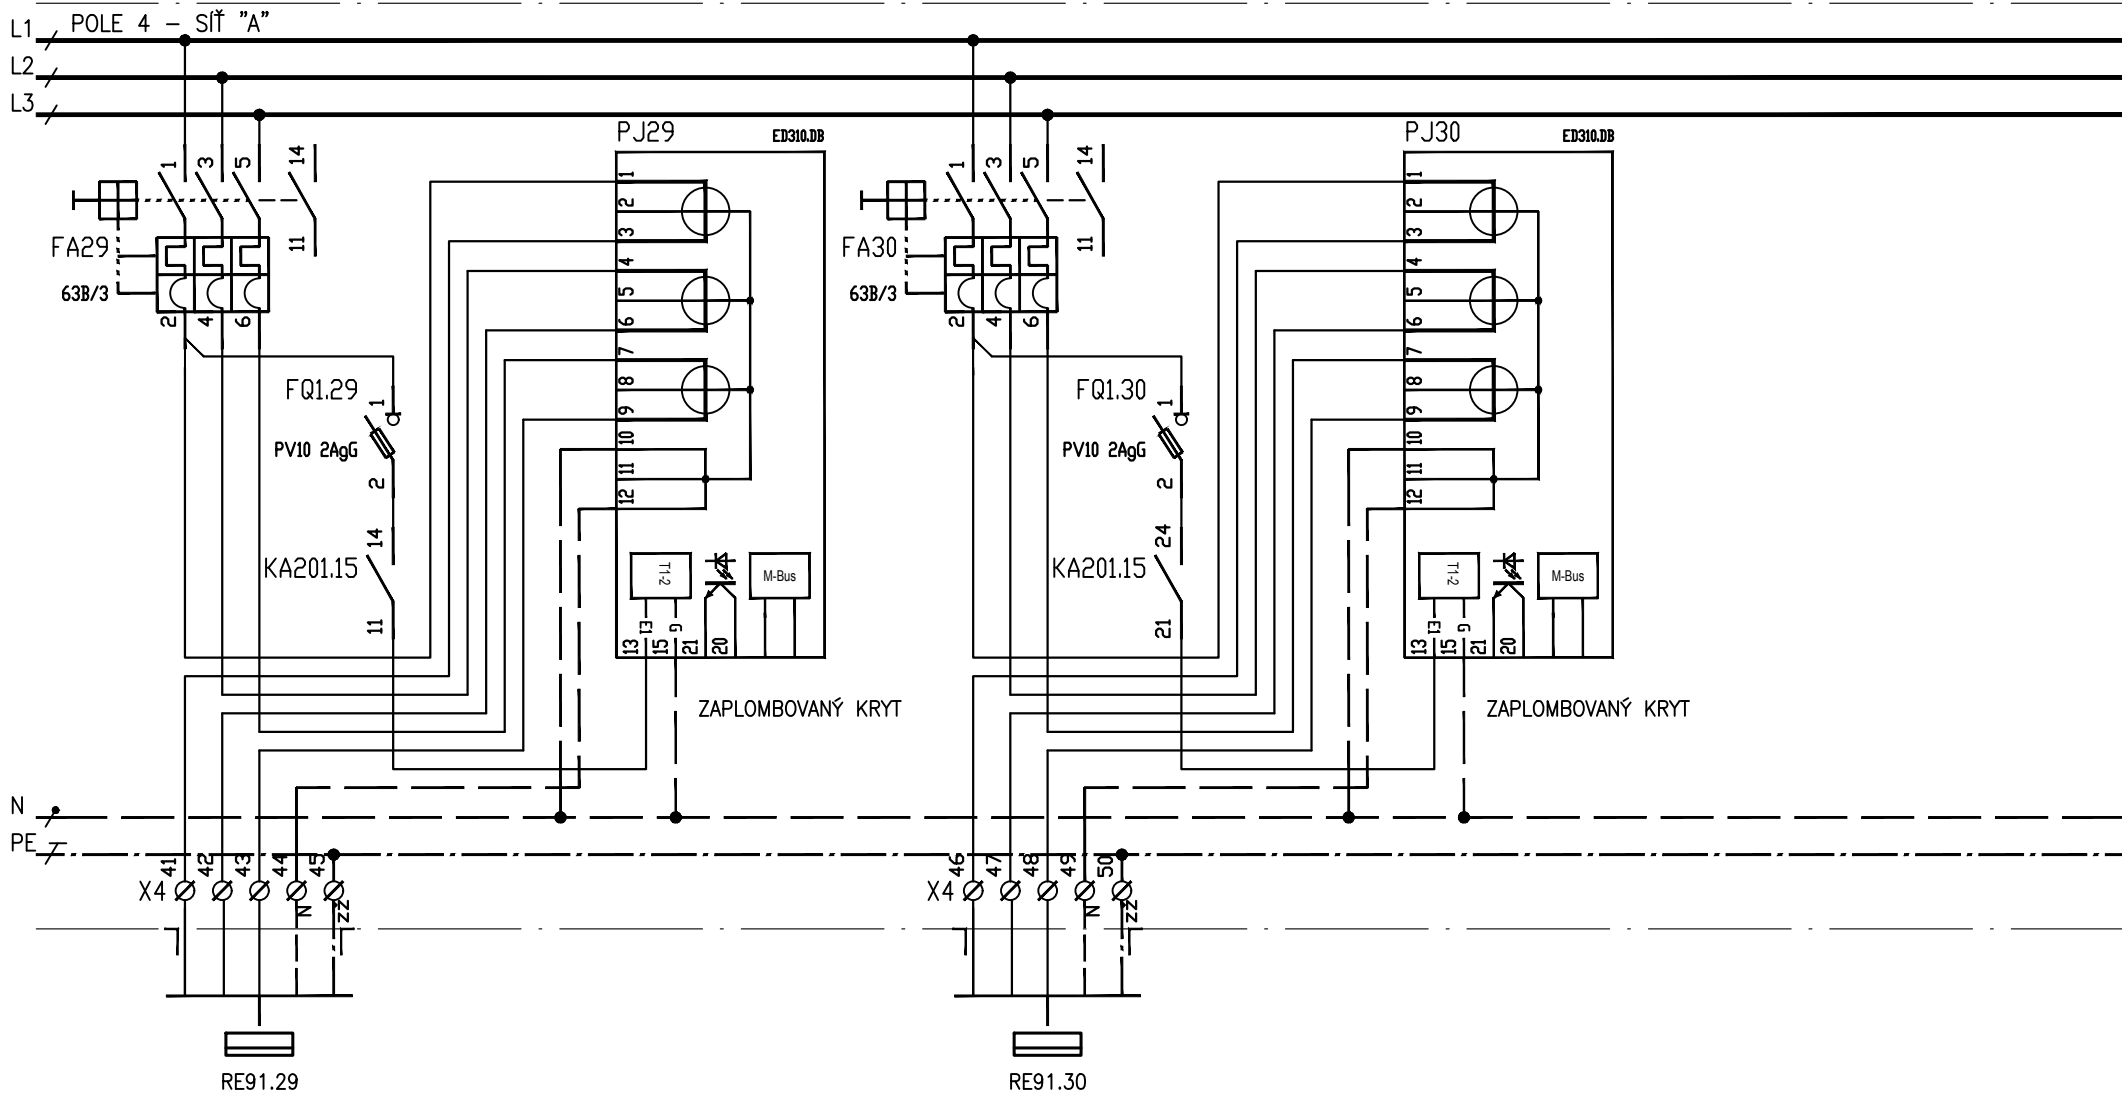 POLE 4 - SÍŤ "A"
L1
L2
L3
1 3 5 14
11
FA29
63B/3
2 4 6
FQ1.29
1
PV10 2AgG
2
14
KA201.15
11
PJ29
ED310.DB
1
2
3
4
5
6
7
8
9
10
11
12
T1-2
M-Bus
E1 G
13 15 21 20
ZAPLOMBOVANÝ KRYT
1 3 5 14
11
FA30
63B/3
2 4 6
FQ1.30
1
PV10 2AgG
2
24
KA201.15
21
PJ30
ED310.DB
1
2
3
4
5
6
7
8
9
10
11
12
T1-2
M-Bus
E1 G
13 15 21 20
ZAPLOMBOVANÝ KRYT
N
PE
41 42 43 44 45
X4
N zz
RE91.29
46 47 48 49 50
X4
N zz
RE91.30